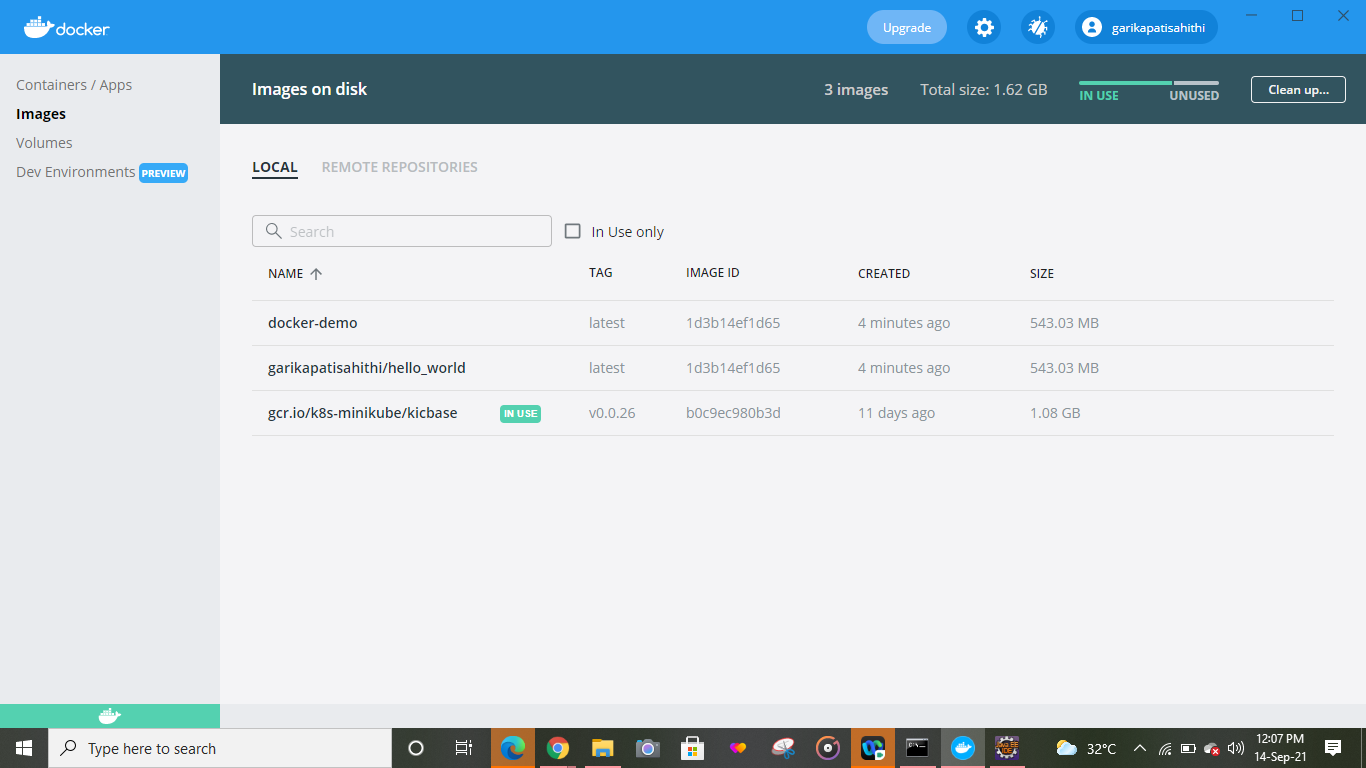 docker
Upgrade
garikapatisahithi
Containers / Apps
Images
Volumes
Dev Environments PREVIEW
Images on disk
3 images
Total size: 1.62 GB
IN USE
UNUSED
Clean up...
LOCAL
REMOTE REPOSITORIES
Search
In Use only
NAME TAG IMAGE ID CREATED SIZE
docker-demo latest 1d3b14ef1d65 4 minutes ago 543.03 MB
garikapatisahithi/hello_world latest 1d3b14ef1d65 4 minutes ago 543.03 MB
gcr.io/k8s-minikube/kicbase IN USE v0.0.26 b0c9ec980b3d 11 days ago 1.08 GB
Type here to search
32°C
12:07 PM
14-Sep-21